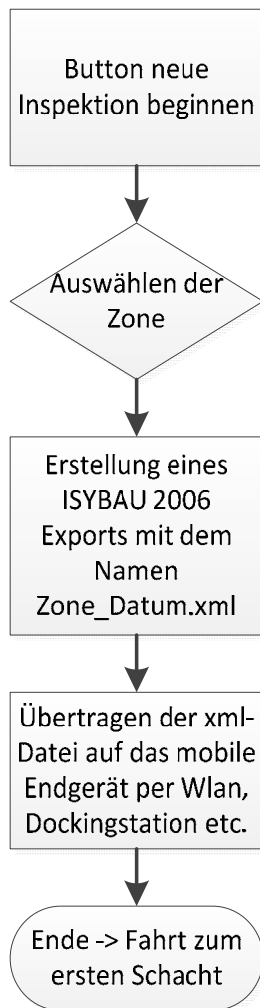 Button neue
Inspektion beginnen
Auswählen der
Zone
Erstellung eines
ISYBAU 2006
Exports mit dem
Namen
Zone_Datum.xml
Übertragen der xml-
Datei auf das mobile
Endgerät per Wlan,
Dockingstation etc.
Ende -> Fahrt zum
ersten Schacht